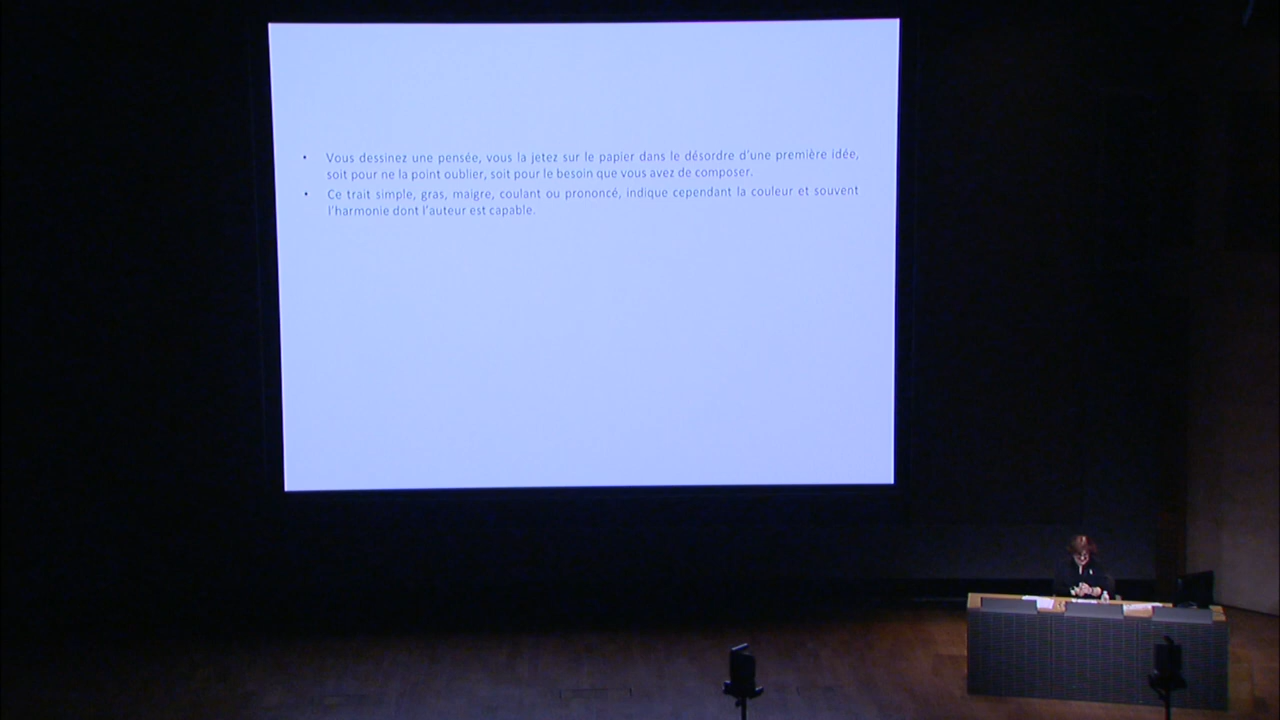 • Vous dessinez une pensée, vous la jetez sur le papier dans le désordre d'une première idée,
soit pour ne la point oublier, soit pour le besoin que vous avez de composer.
• Ce trait simple, gras, maigre, coulant ou prononcé, indique cependant la couleur et souvent
l'harmonie dont l'auteur est capable.